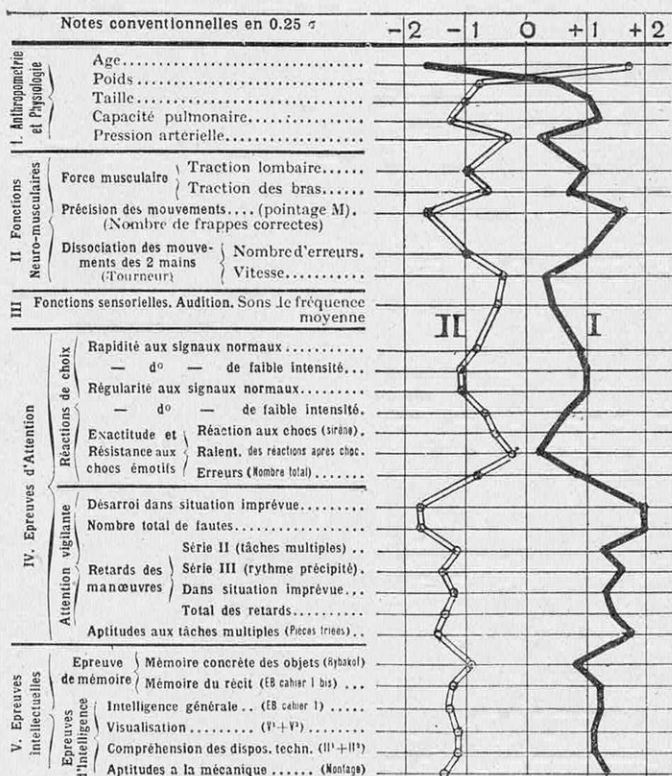 Notes conventionnelles en 0.25 σ
-2 -1 0 +1 +2
I. Anthropométrie et Physiologie
Age
Poids
Taille
Capacité pulmonaire
Pression artérielle
II Fonctions Neuro-musculaires
Force musculaire
Traction lombaire
Traction des bras
Précision des mouvements.... (pointage M).
(Nombre de frappes correctes)
Dissociation des mouve-
ments des 2 mains
(Tourneur)
Nombre d'erreurs.
Vitesse
III Fonctions sensorielles. Audition. Sons de fréquence
moyenne
II I
IV. Epreuves d'Attention
Réactions de choix
Rapidité aux signaux normaux
— d° — de faible intensité...
Régularité aux signaux normaux
— d° — de faible intensité.
Exactitude et
Résistance aux
chocs émotifs
Réaction aux chocs (sirène).
Ralent. des réactions après choc.
Erreurs (Nombre total)
Attention vigilante
Désarroi dans situation imprévue
Nombre total de fautes
Retards des
manœuvres
Série II (tâches multiples) ..
Série III (rythme précipité).
Dans situation imprévue...
Total des retards
Aptitudes aux tâches multiples (Pièces triées)..
V. Epreuves intellectuelles
Epreuve
de mémoire
Mémoire concrète des objets (Rybakof)
Mémoire du récit (EB cahier I bis) ...
Epreuves d'Intelligence
Intelligence générale .. (EB cahier I)
Visualisation ........ (V¹+V²)
Compréhension des dispos. techn. (II¹+II²)
Aptitudes a la mécanique ...... (Montage)